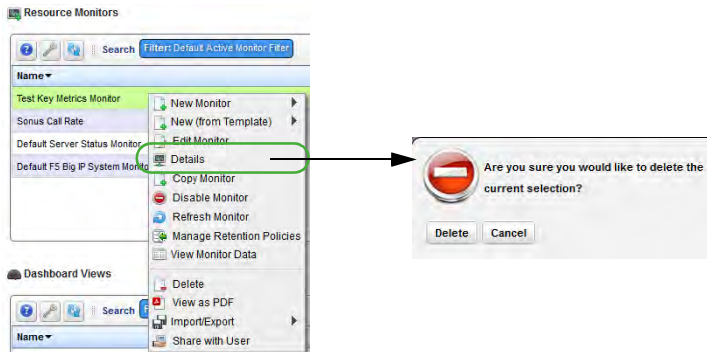 Resource Monitors
Search Filter: Default Active Monitor Filter
Name
Test Key Metrics Monitor
Sonus Call Rate
Default Server Status Monitor
Default F5 Big IP System
New Monitor
New (from Template)
Edit Monitor
Details
Copy Monitor
Disable Monitor
Refresh Monitor
Manage Retention Policies
View Monitor Data
Delete
View as PDF
Import/Export
Share with User
Are you sure you would like to delete the
current selection?
Delete Cancel
Dashboard Views
Search
Name